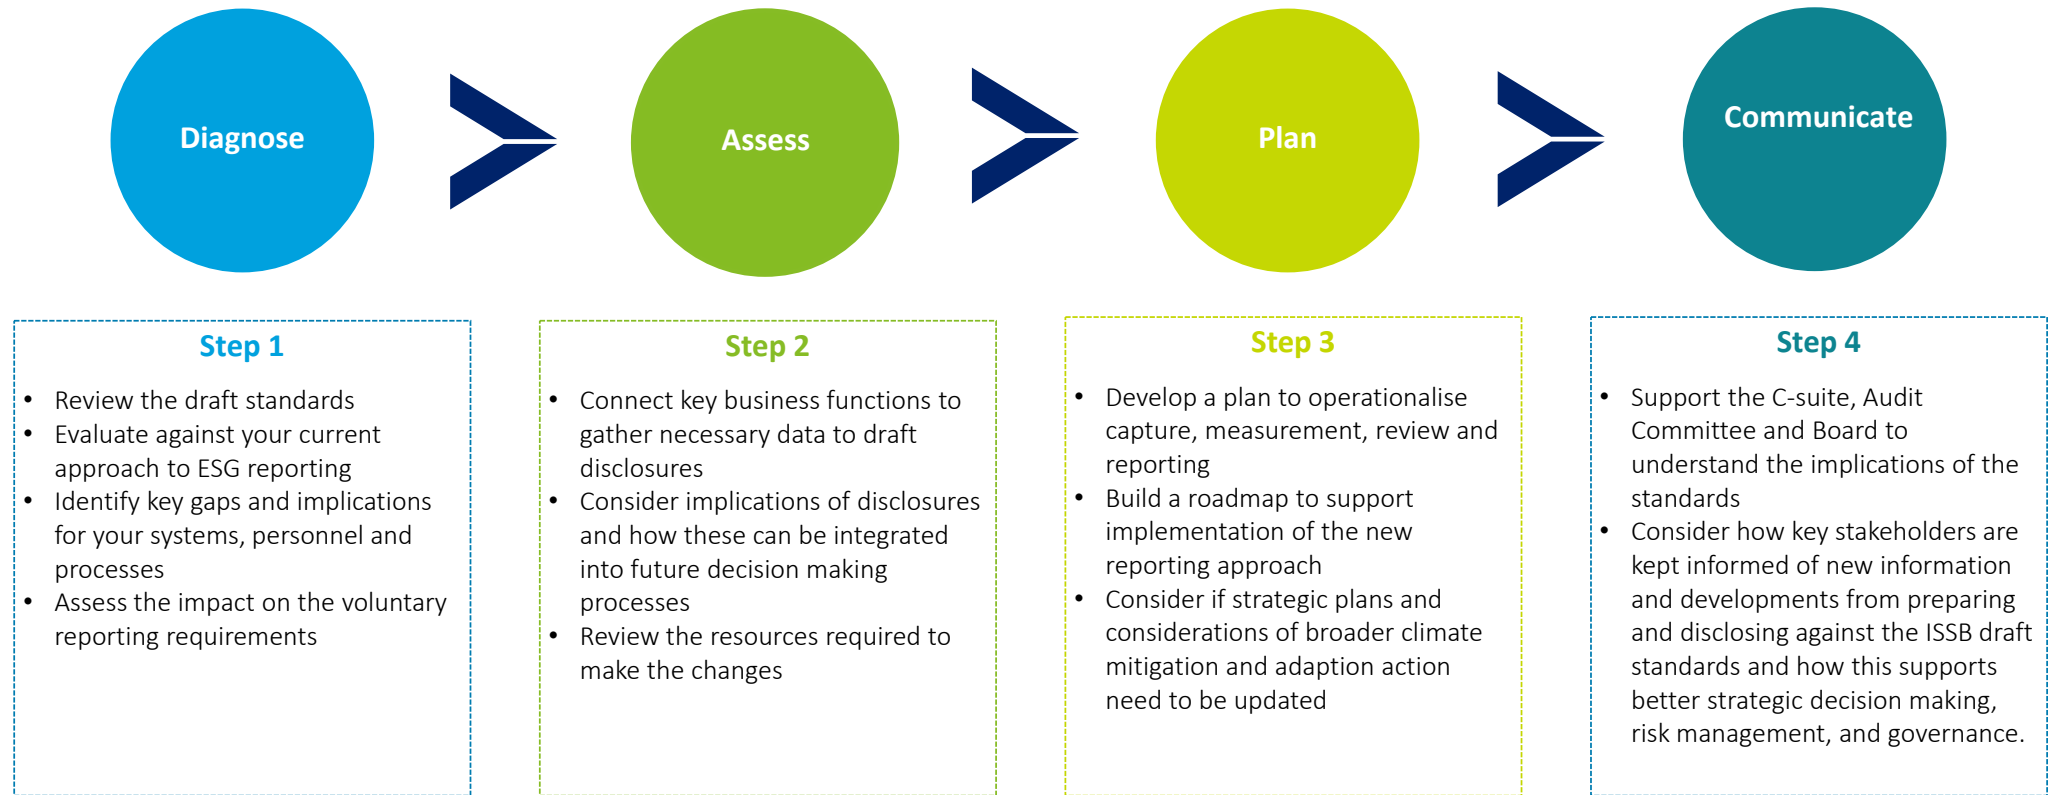 Diagnose
Assess
Plan
Communicate
Step 1
• Review the draft standards
• Evaluate against your current
approach to ESG reporting
• Identify key gaps and implications
for your systems, personnel and
processes
• Assess the impact on the voluntary
reporting requirements
Step 2
• Connect key business functions to
gather necessary data to draft
disclosures
• Consider implications of disclosures
and how these can be integrated
into future decision making
processes
• Review the resources required to
make the changes
Step 3
• Develop a plan to operationalise
capture, measurement, review and
reporting
• Build a roadmap to support
implementation of the new
reporting approach
• Consider if strategic plans and
considerations of broader climate
mitigation and adaption action
need to be updated
Step 4
• Support the C-suite, Audit
Committee and Board to
understand the implications of the
standards
• Consider how key stakeholders are
kept informed of new information
and developments from preparing
and disclosing against the ISSB draft
standards and how this supports
better strategic decision making,
risk management, and governance.